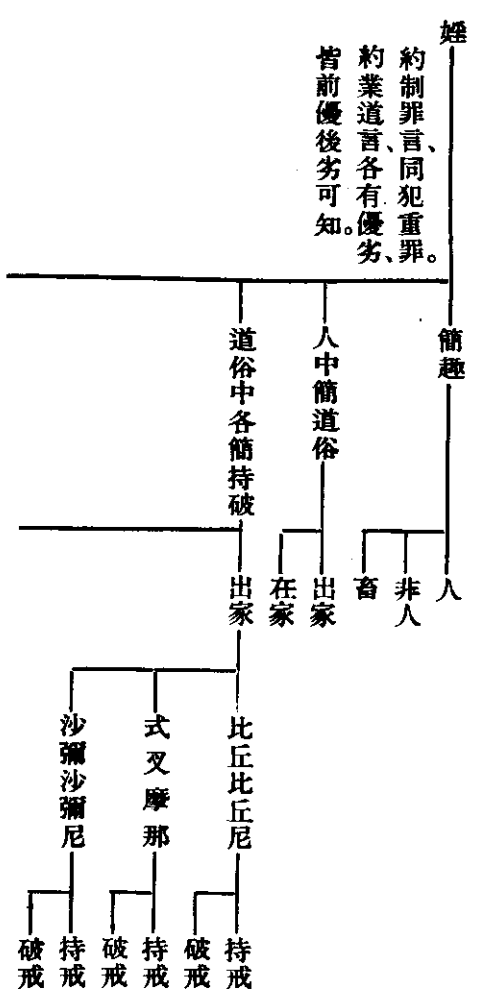 婬
約制罪言、同犯重罪。
約業道言、各有優劣、
皆前優後劣可知。
簡趣
人
非人
畜
人中簡道俗
出家
在家
道俗中各簡持破
出家
比丘比丘尼
持戒
破戒
式叉摩那
持戒
破戒
沙彌沙彌尼
持戒
破戒